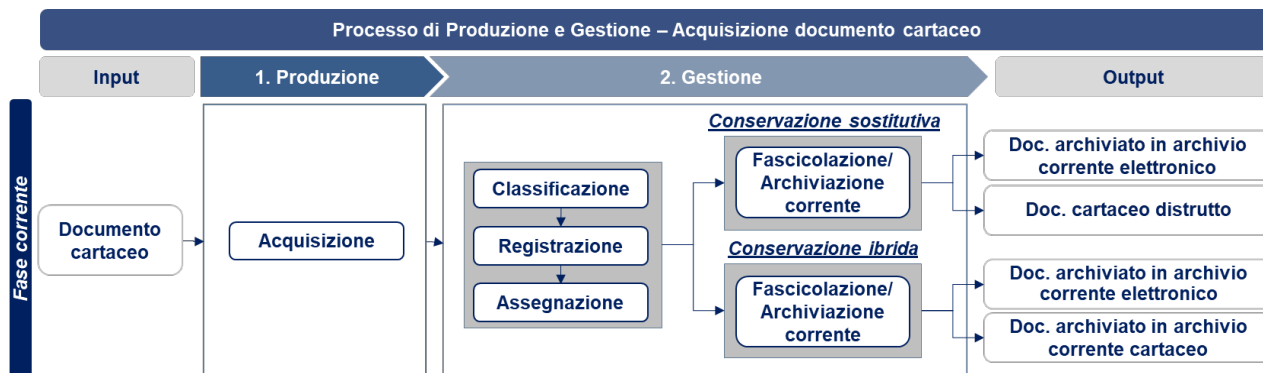 Processo di Produzione e Gestione – Acquisizione documento cartaceo
Input
1. Produzione
2. Gestione
Output
Fase corrente
Documento
cartaceo
Acquisizione
Classificazione
Registrazione
Assegnazione
Conservazione sostitutiva
Fascicolazione/
Archiviazione
corrente
Conservazione ibrida
Fascicolazione/
Archiviazione
corrente
Doc. archiviato in archivio
corrente elettronico
Doc. cartaceo distrutto
Doc. archiviato in archivio
corrente elettronico
Doc. archiviato in archivio
corrente cartaceo